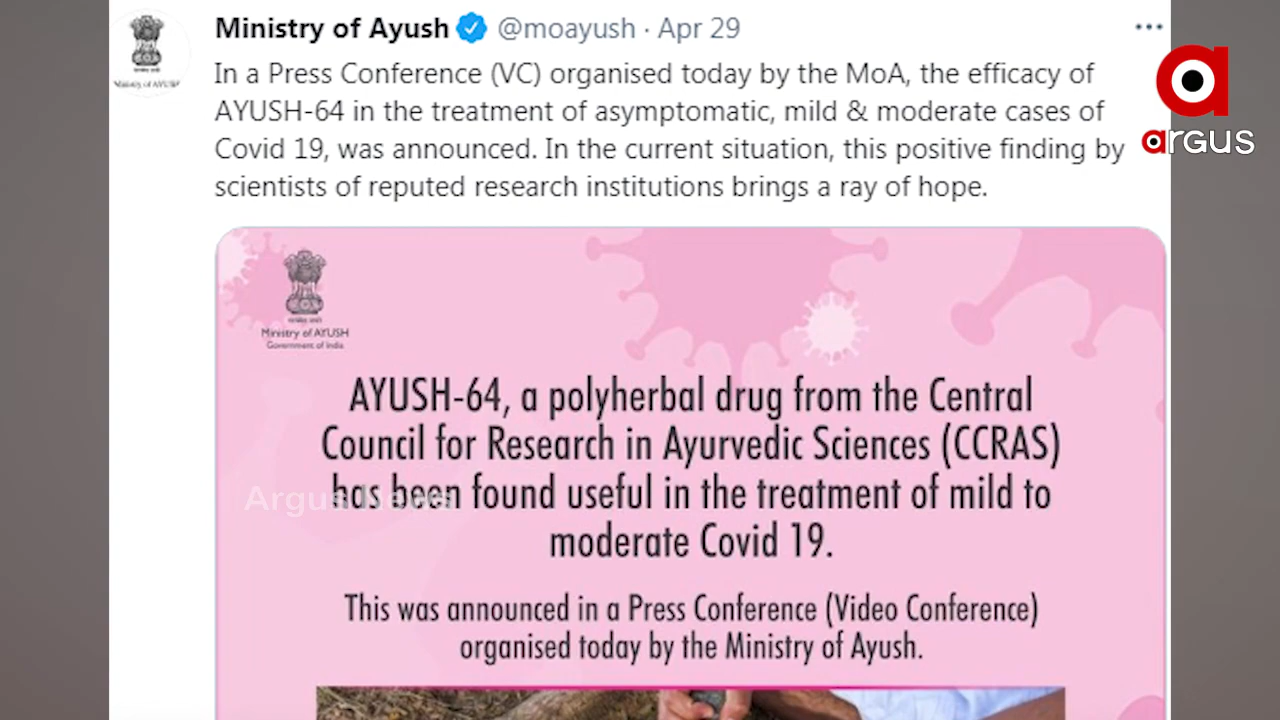 Ministry of Ayush @moayush · Apr 29
In a Press Conference (VC) organised today by the MoA, the efficacy of
AYUSH-64 in the treatment of asymptomatic, mild & moderate cases of
Covid 19, was announced. In the current situation, this positive finding by
scientists of reputed research institutions brings a ray of hope.
argus
Ministry of AYUSH
Ministry of AYUSH
Government of India
AYUSH-64, a polyherbal drug from the Central
Council for Research in Ayurvedic Sciences (CCRAS)
has been found useful in the treatment of mild to
moderate Covid 19.
Argus News
This was announced in a Press Conference (Video Conference)
organised today by the Ministry of Ayush.